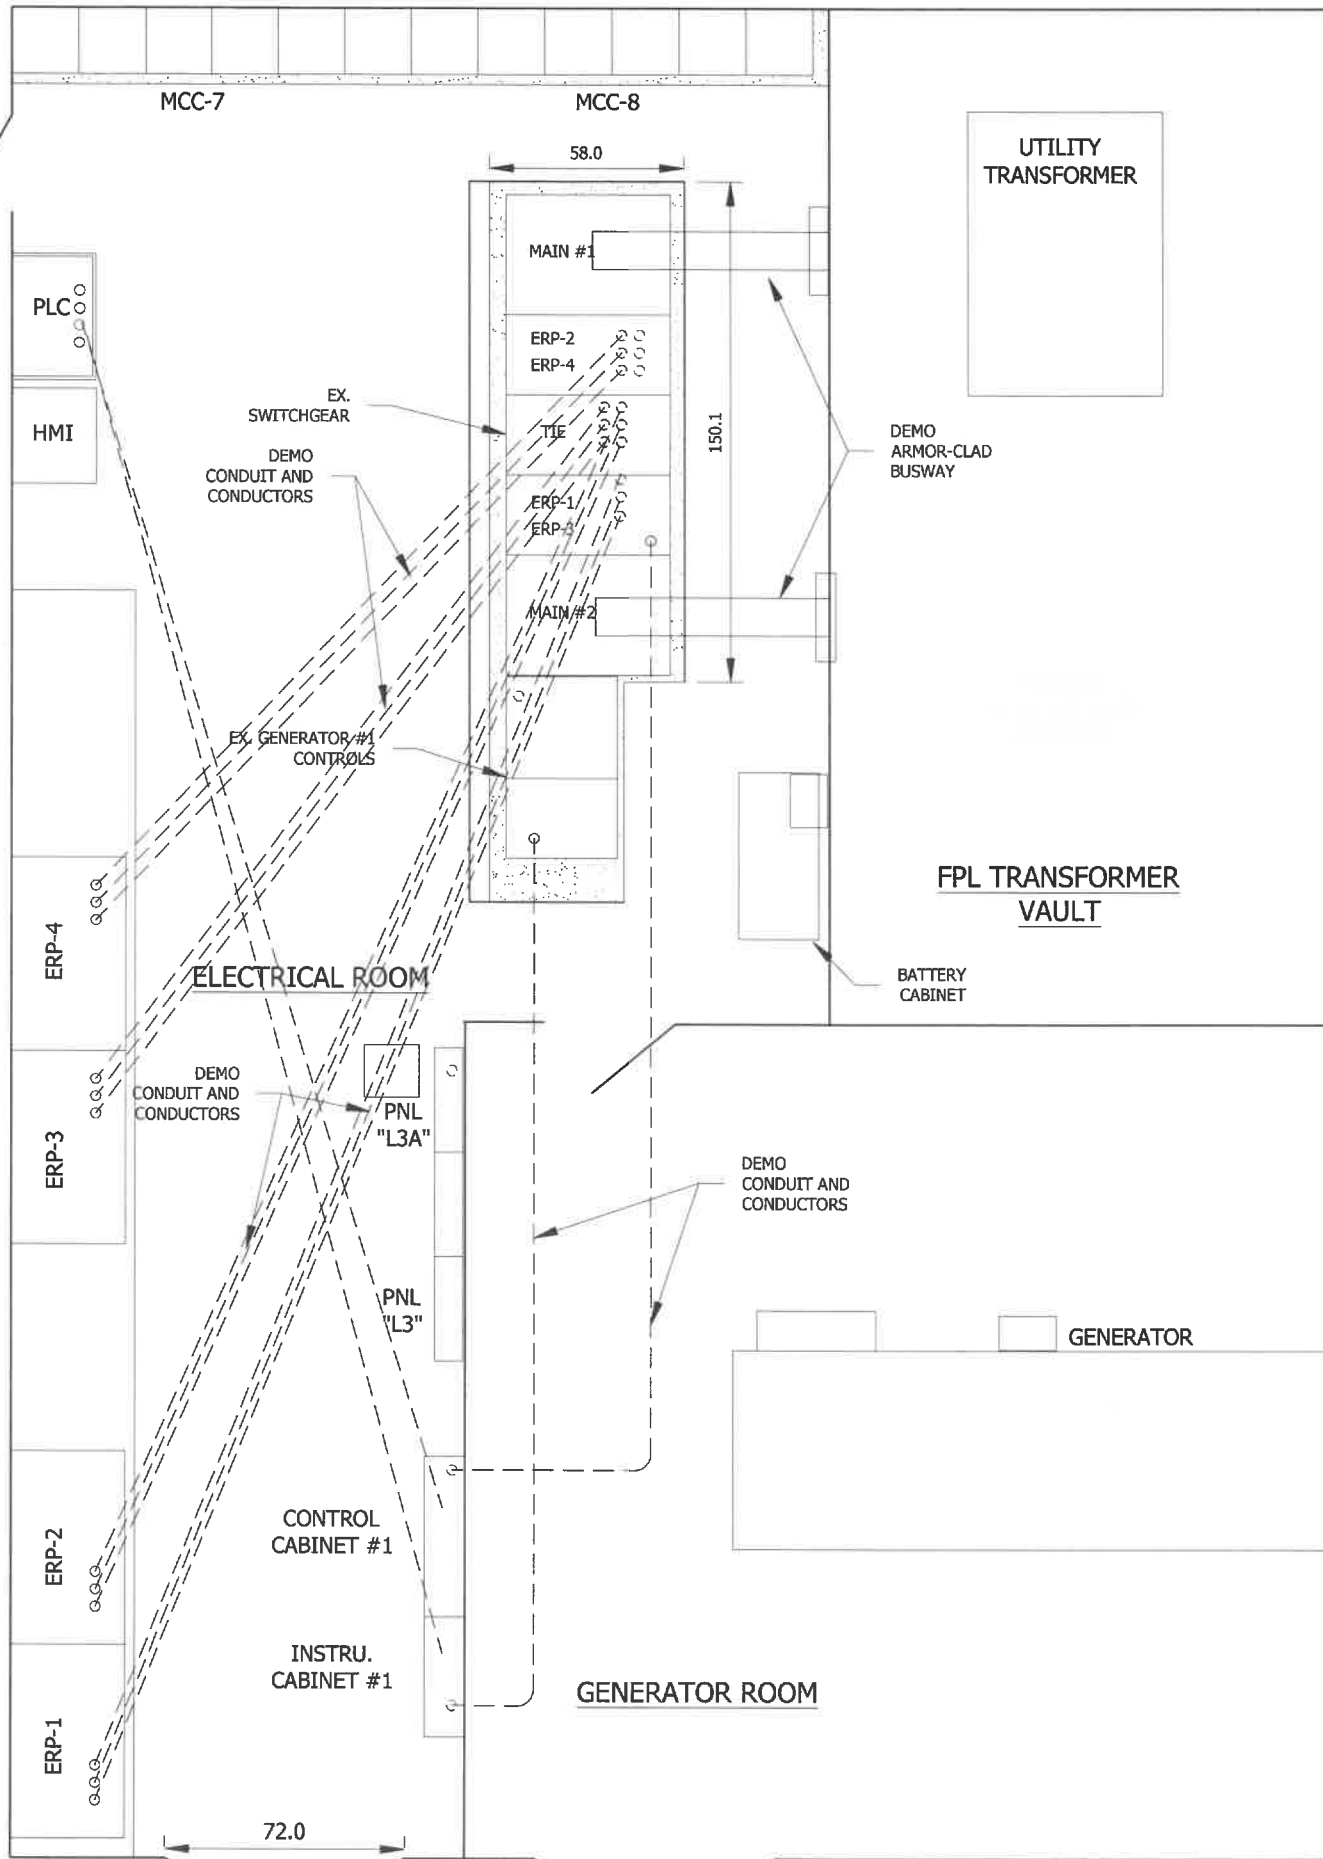 MCC-7
MCC-8
58.0
UTILITY
TRANSFORMER
MAIN #1
PLC
ERP-2
ERP-4
EX.
SWITCHGEAR
150.1
HMI
TIE
DEMO
ARMOR-CLAD
BUSWAY
DEMO
CONDUIT AND
CONDUCTORS
ERP-1
ERP-3
MAIN #2
EX. GENERATOR #1
CONTROLS
FPL TRANSFORMER
VAULT
ERP-4
ELECTRICAL ROOM
BATTERY
CABINET
DEMO
CONDUIT AND
CONDUCTORS
PNL
"L3A"
ERP-3
DEMO
CONDUIT AND
CONDUCTORS
PNL
"L3"
GENERATOR
CONTROL
CABINET #1
ERP-2
INSTRU.
CABINET #1
GENERATOR ROOM
ERP-1
72.0